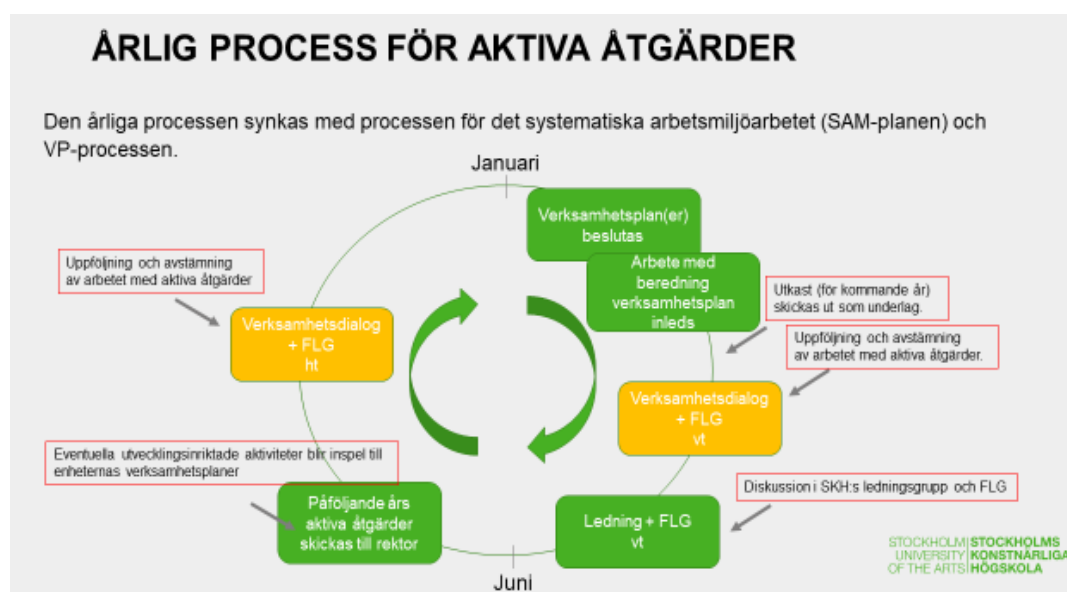 ÅRLIG PROCESS FÖR AKTIVA ÅTGÄRDER
Den årliga processen synkas med processen för det systematiska arbetsmiljöarbetet (SAM-planen) och
VP-processen.
Januari
Verksamhetsplan(er)
beslutas
Arbete med
beredning
verksamhetsplan
inleds
Utkast (för kommande år)
skickas ut som underlag.
Uppföljning och avstämning
av arbetet med aktiva åtgärder.
Verksamhetsdialog
+ FLG
vt
Diskussion i SKH:s ledningsgrupp och FLG
Ledning + FLG
vt
Juni
Påföljande års
aktiva åtgärder
skickas till rektor
Eventuella utvecklingsinriktade aktiviteter blir inspel till
enheternas verksamhetsplaner
Verksamhetsdialog
+ FLG
ht
Uppföljning och avstämning
av arbetet med aktiva åtgärder
STOCKHOLM STOCKHOLMS
UNIVERSITY KONSTNÄRLIGA
OF THE ARTS HÖGSKOLA